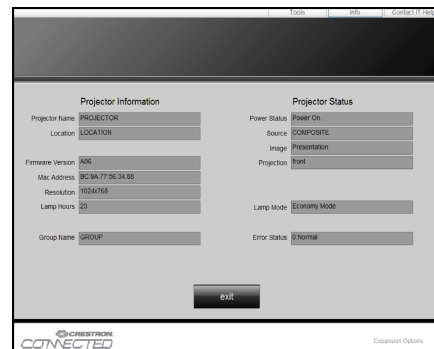 Tools Info Contact IT Help
Projector Information
Projector Name PROJECTOR
Location LOCATION
Firmware Version A06
Mac Address BC.9A.77.56.34.88
Resolution 1024x768
Lamp Hours 23
Group Name GROUP
Projector Status
Power Status Power On.
Source COMPOSITE
Image Presentation
Projection front
Lamp Mode Economy Mode
Error Status 0:Normal
exit
CRESTRON.
CONNECTED
Expansion Options